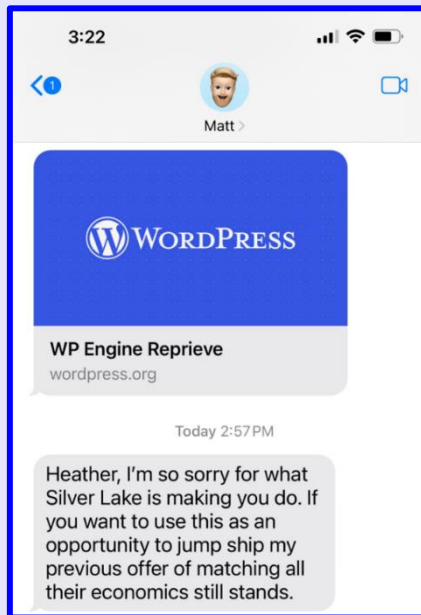 3:22
1
Matt
WORDPRESS
WP Engine Reprieve
wordpress.org
Today 2:57 PM
Heather, I'm so sorry for what
Silver Lake is making you do. If
you want to use this as an
opportunity to jump ship my
previous offer of matching all
their economics still stands.